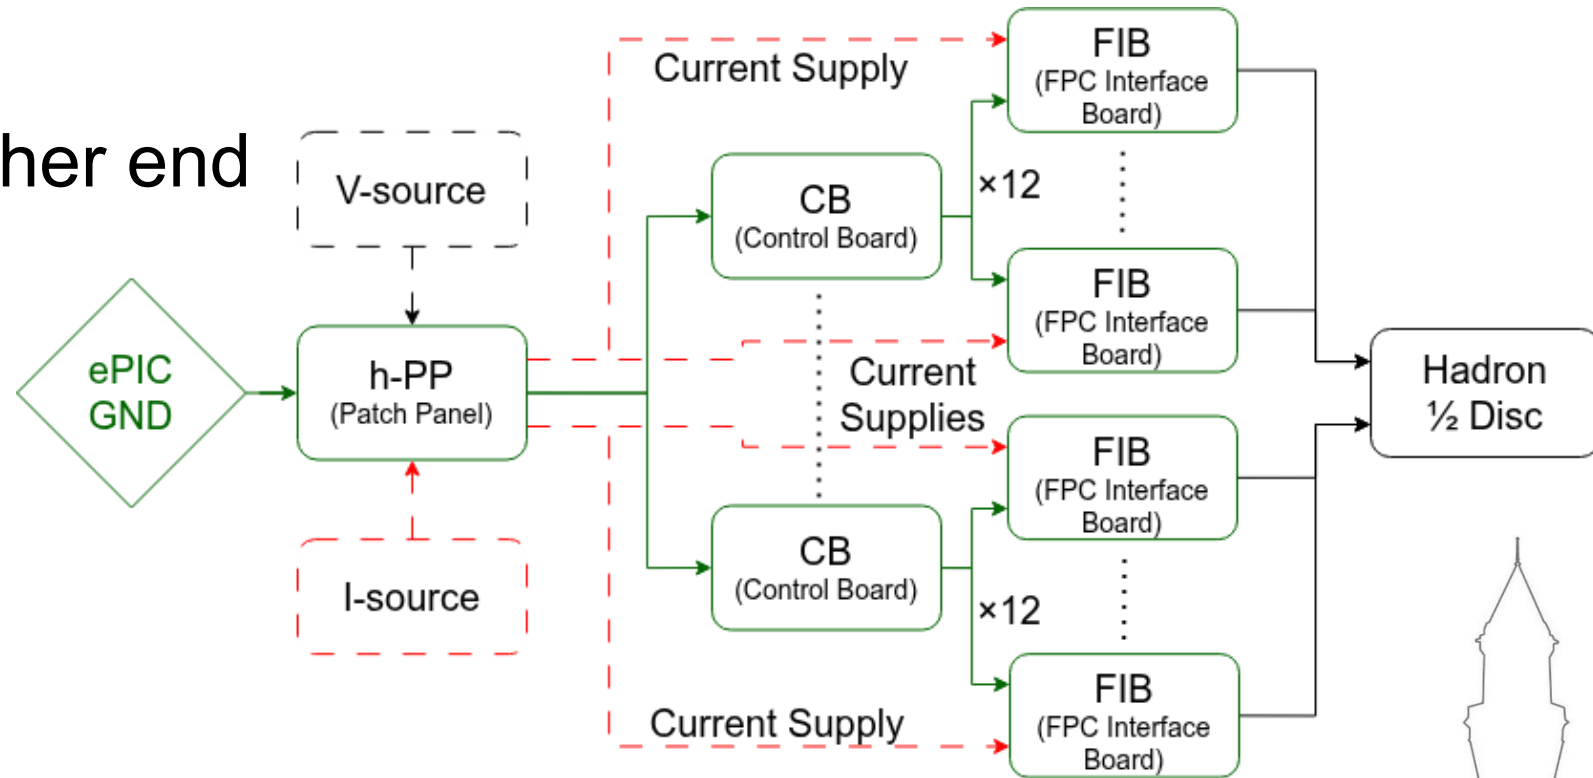 her end
V-source
ePIC
GND
h-PP
(Patch Panel)
I-source
Current Supply
CB
(Control Board)
×12
FIB
(FPC Interface
Board)
FIB
(FPC Interface
Board)
Current
Supplies
CB
(Control Board)
×12
FIB
(FPC Interface
Board)
FIB
(FPC Interface
Board)
Current Supply
Hadron
½ Disc